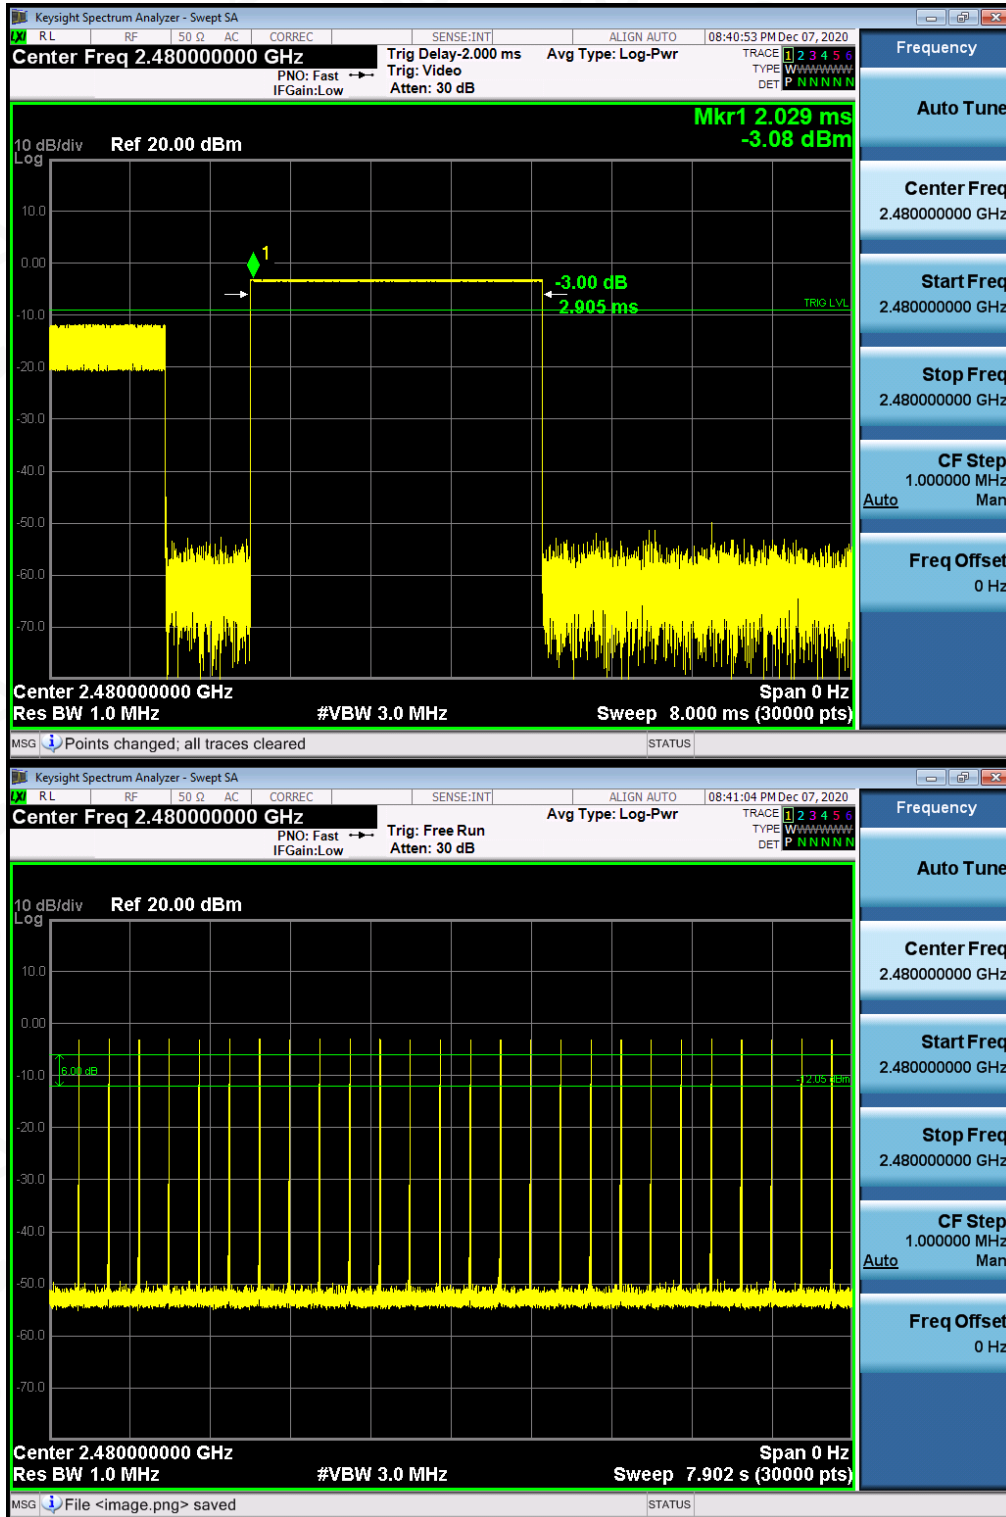 Keysight Spectrum Analyzer - Swept SA
LXI RL RF 50 Ω AC CORREC SENSE:INT ALIGN AUTO 08:40:53 PM Dec 07, 2020
Center Freq 2.480000000 GHz
PNO: Fast
IFGain:Low
Trig Delay-2.000 ms
Trig: Video
Atten: 30 dB
Avg Type: Log-Pwr
TRACE 1 2 3 4 5 6
TYPE WWWWWW
DET P N N N N N
Mkr1 2.029 ms
-3.08 dBm
10 dB/div Ref 20.00 dBm
Log
10.0
0.00
-10.0
-20.0
-30.0
-40.0
-50.0
-60.0
-70.0
1
-3.00 dB
2.905 ms
TRIG LVL
Center 2.480000000 GHz Span 0 Hz
Res BW 1.0 MHz #VBW 3.0 MHz Sweep 8.000 ms (30000 pts)
MSG Points changed; all traces cleared STATUS
Frequency
Auto Tune
Center Freq
2.480000000 GHz
Start Freq
2.480000000 GHz
Stop Freq
2.480000000 GHz
CF Step
1.000000 MHz
Auto Man
Freq Offset
0 Hz
Keysight Spectrum Analyzer - Swept SA
LXI RL RF 50 Ω AC CORREC SENSE:INT ALIGN AUTO 08:41:04 PM Dec 07, 2020
Center Freq 2.480000000 GHz
PNO: Fast
IFGain:Low
Trig: Free Run
Atten: 30 dB
Avg Type: Log-Pwr
TRACE 1 2 3 4 5 6
TYPE WWWWWW
DET P N N N N N
10 dB/div Ref 20.00 dBm
Log
10.0
0.00
-10.0
-20.0
-30.0
-40.0
-50.0
-60.0
-70.0
6.00 dB
-12.05 dBm
Center 2.480000000 GHz Span 0 Hz
Res BW 1.0 MHz #VBW 3.0 MHz Sweep 7.902 s (30000 pts)
MSG File <image.png> saved STATUS
Frequency
Auto Tune
Center Freq
2.480000000 GHz
Start Freq
2.480000000 GHz
Stop Freq
2.480000000 GHz
CF Step
1.000000 MHz
Auto Man
Freq Offset
0 Hz